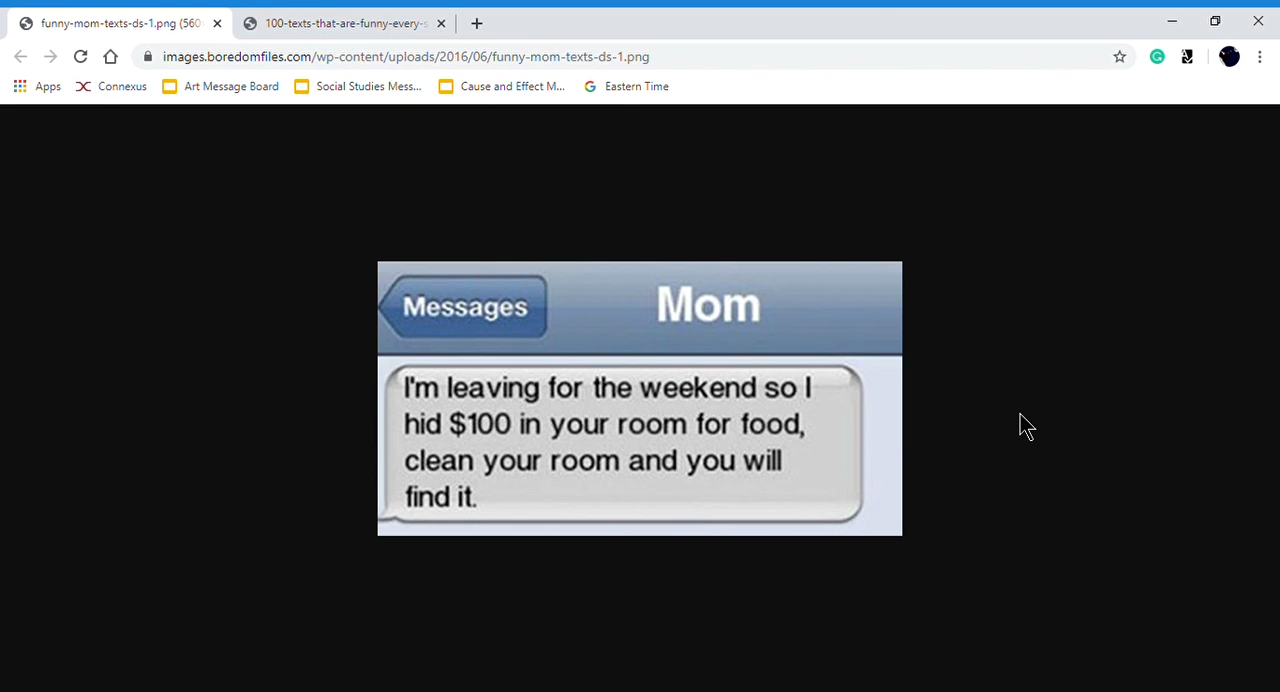 funny-mom-texts-ds-1.png (560
100-texts-that-are-funny-every-s
images.boredomfiles.com/wp-content/uploads/2016/06/funny-mom-texts-ds-1.png
Apps Connexus Art Message Board Social Studies Mess... Cause and Effect M... Eastern Time
Messages
Mom
I'm leaving for the weekend so I
hid $100 in your room for food,
clean your room and you will
find it.